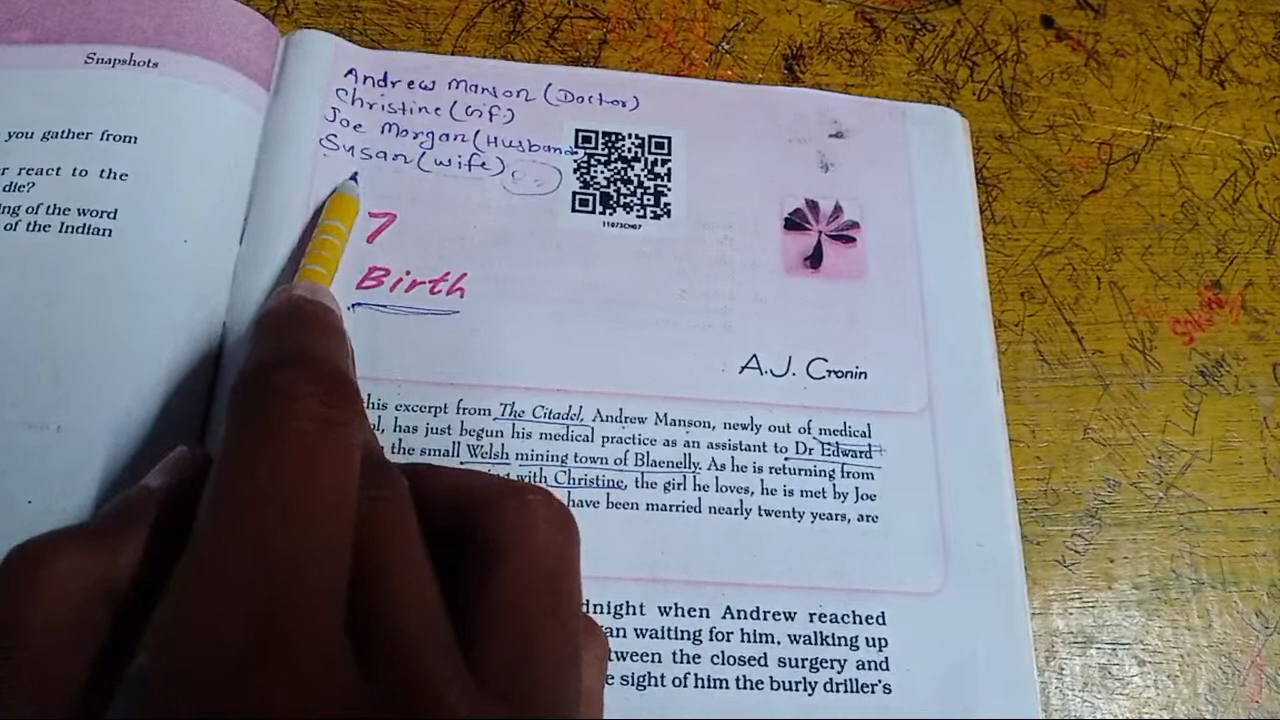 Snapshots
you gather from
r react to the
die?
ing of the word
of the Indian
Andrew Manson (Doctor)
Christine (Gif.)
Joe Morgan (Husband
Susan (wife)
11073CH07
7
Birth
A.J. Cronin
his excerpt from The Citadel, Andrew Manson, newly out of medical
ol, has just begun his medical practice as an assistant to Dr Edward
the small Welsh mining town of Blaenelly. As he is returning from
with Christine, the girl he loves, he is met by Joe
have been married nearly twenty years, are
dnight when Andrew reached
an waiting for him, walking up
tween the closed surgery and
e sight of him the burly driller's
Sakshi